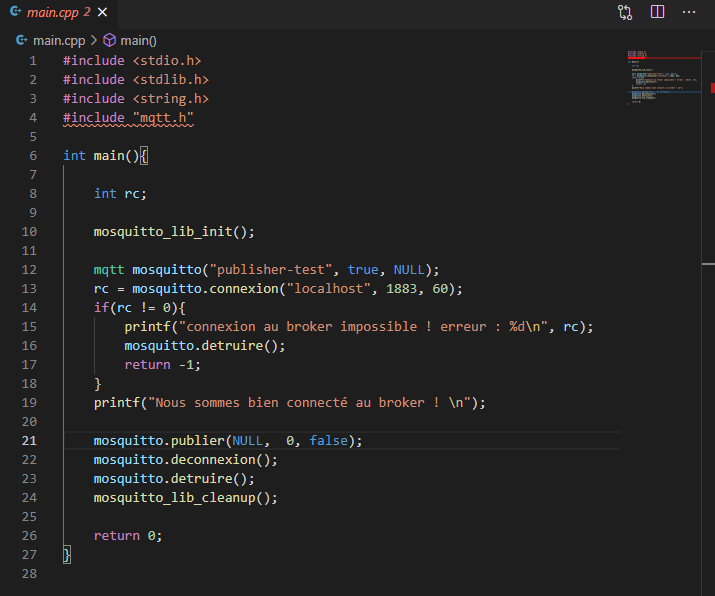 main.cpp 2
main.cpp > main()
1 #include <stdio.h>
2 #include <stdlib.h>
3 #include <string.h>
4 #include "mqtt.h"
5
6 int main(){
7
8     int rc;
9
10     mosquitto_lib_init();
11
12     mqtt mosquitto("publisher-test", true, NULL);
13     rc = mosquitto.connexion("localhost", 1883, 60);
14     if(rc != 0){
15         printf("connexion au broker impossible ! erreur : %d\n", rc);
16         mosquitto.detruire();
17         return -1;
18     }
19     printf("Nous sommes bien connecté au broker ! \n");
20
21     mosquitto.publier(NULL,  0, false);
22     mosquitto.deconnexion();
23     mosquitto.detruire();
24     mosquitto_lib_cleanup();
25
26     return 0;
27 }
28